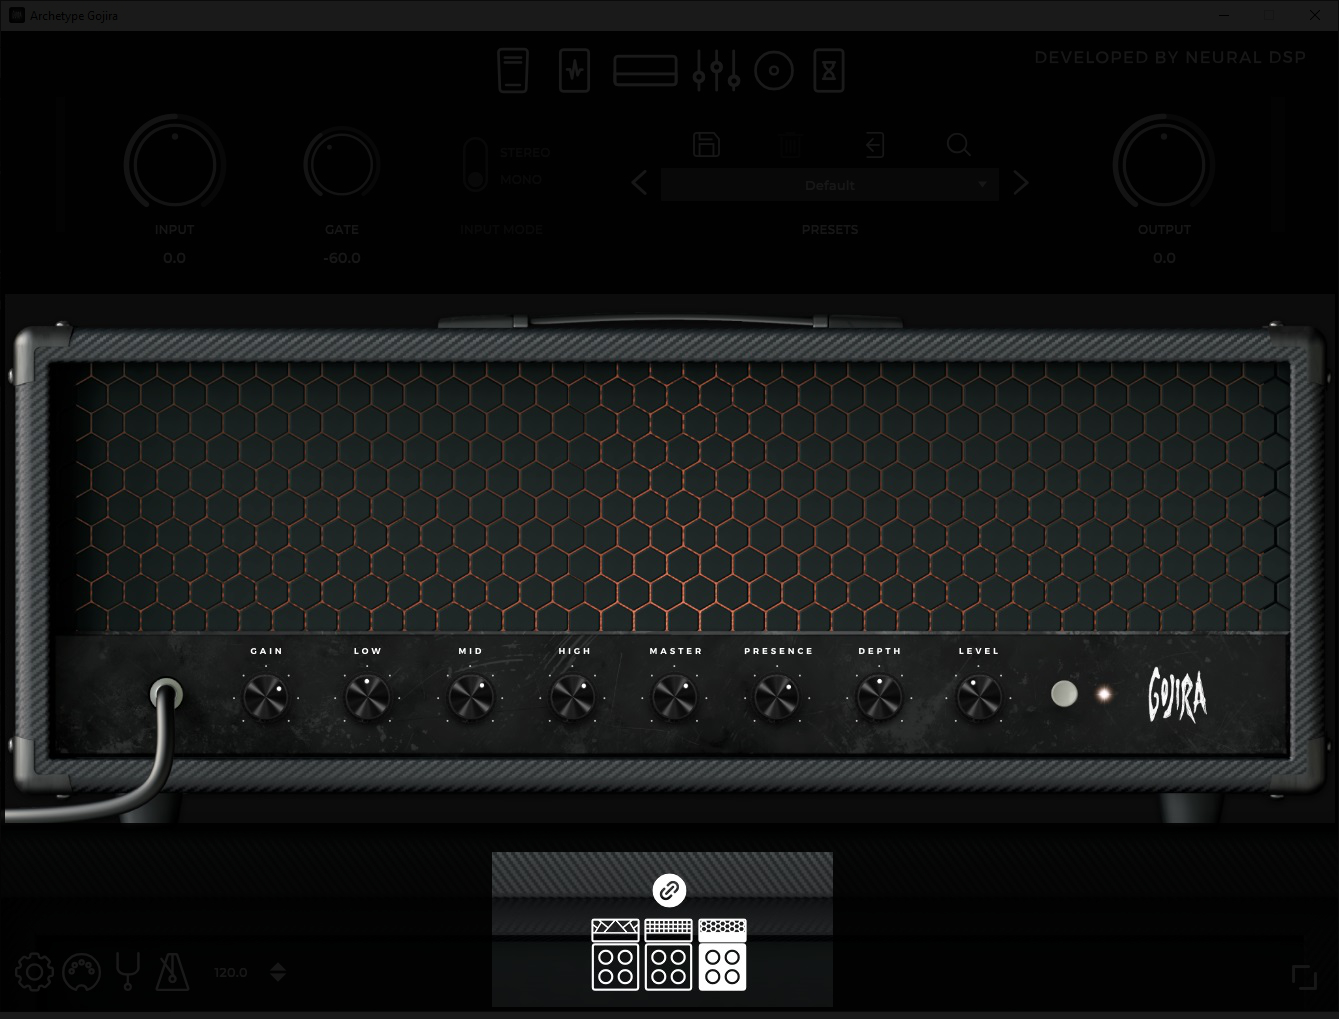 Archetype Gojira
DEVELOPED BY NEURAL DSP
STEREO
MONO
Default
INPUT
GATE
INPUT MODE
PRESETS
OUTPUT
0.0
-60.0
0.0
GAIN
LOW
MID
HIGH
MASTER
PRESENCE
DEPTH
LEVEL
GOJIRA
120.0